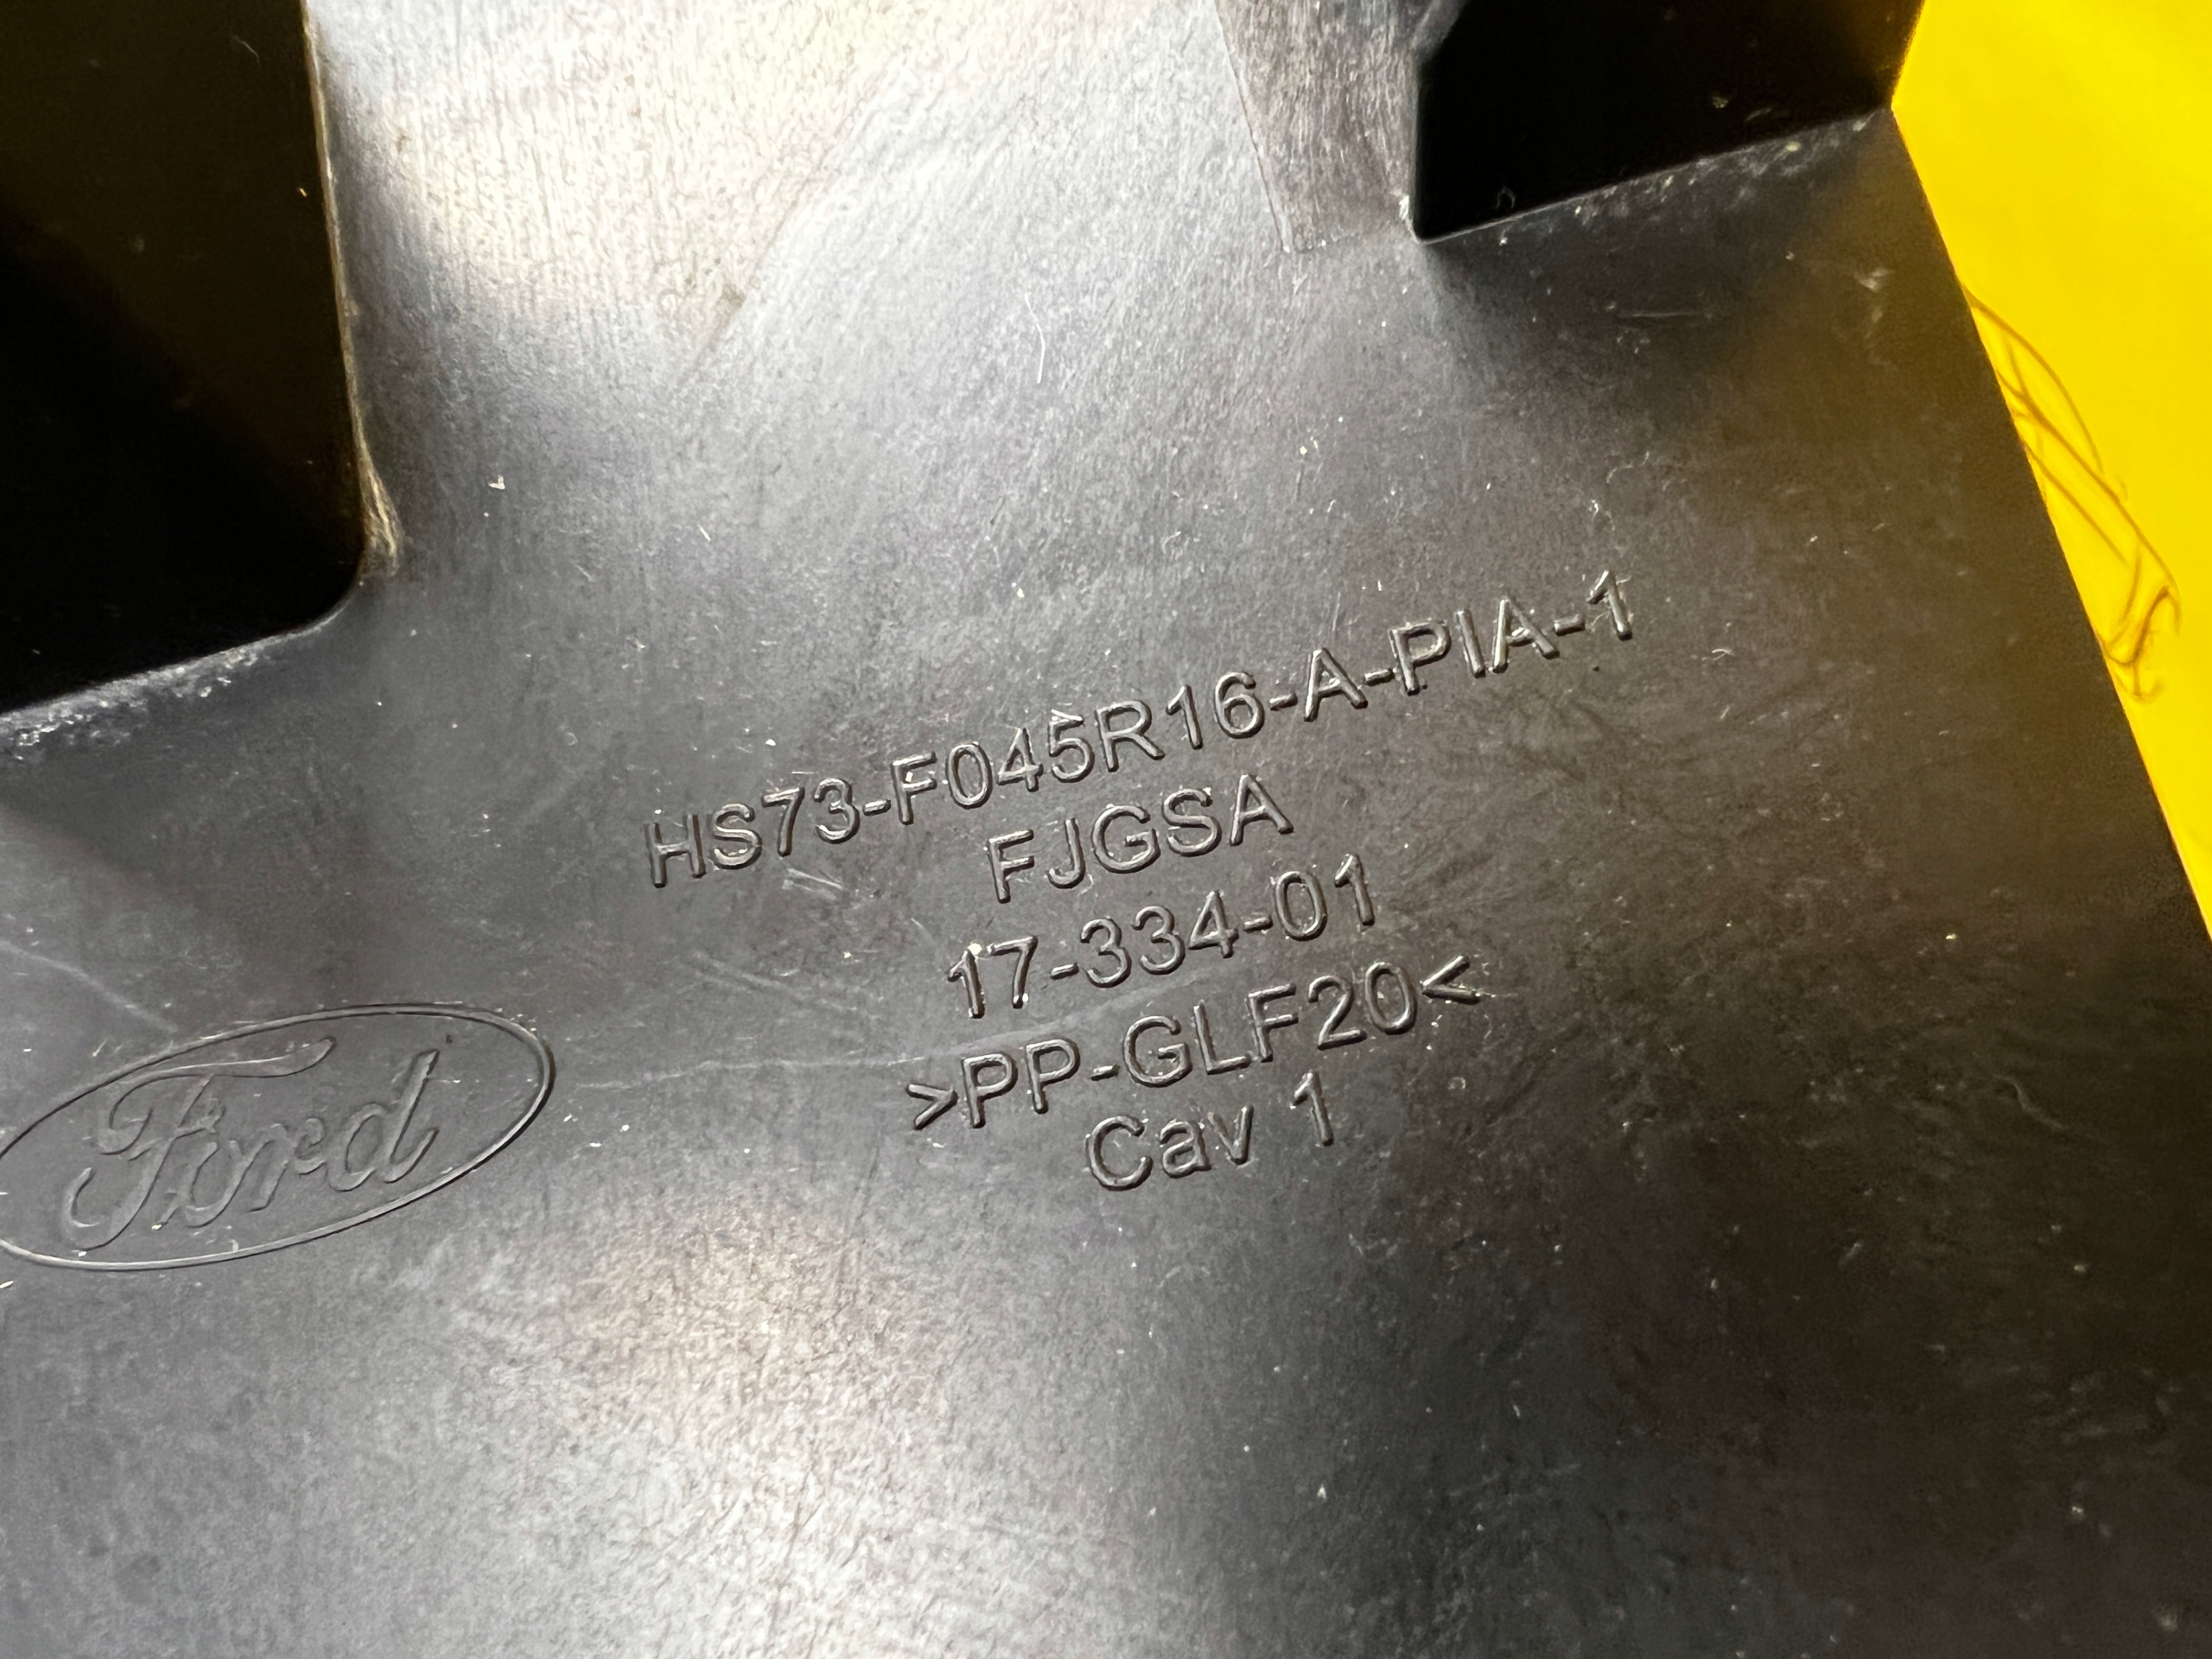 HS73-F045R16-A-PIA-1
FJGSA
17-334-01
>PP-GLF20<
Cav 1
Ford